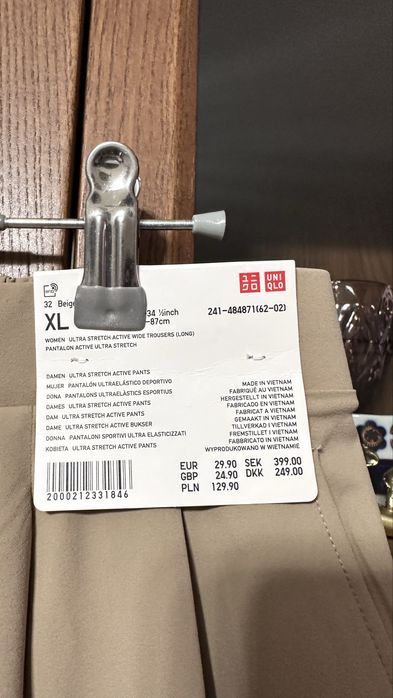 RFID
ユニ UNI
クロ QLO
32 Beige
XL 34 ½inch 241-484871(62-02)
-87cm
WOMEN ULTRA STRETCH ACTIVE WIDE TROUSERS (LONG)
PANTALON ACTIVE ULTRA STRETCH
DAMEN ULTRA STRETCH ACTIVE PANTS
MUJER PANTALÓN ULTRAELÁSTICO DEPORTIVO
DONA PANTALONS ULTRAELÀSTICS ESPORTIUS
DAMES ULTRA STRETCH ACTIVE PANTS
DAM ULTRA STRETCH ACTIVE PANTS
DAME ULTRA STRETCH ACTIVE BUKSER
DONNA PANTALONI SPORTIVI ULTRA ELASTICIZZATI
KOBIETA ULTRA STRETCH ACTIVE PANTS
MADE IN VIETNAM
FABRIQUÉ AU VIETNAM
HERGESTELLT IN VIETNAM
FABRICADO EN VIETNAM
FABRICAT A VIETNAM
GEMAAKT IN VIETNAM
TILLVERKAD I VIETNAM
FREMSTILLET I VIETNAM
FABBRICATO IN VIETNAM
WYPRODUKOWANO W WIETNAMIE
EUR 29.90 SEK 399.00
GBP 24.90 DKK 249.00
PLN 129.90
2000212331846